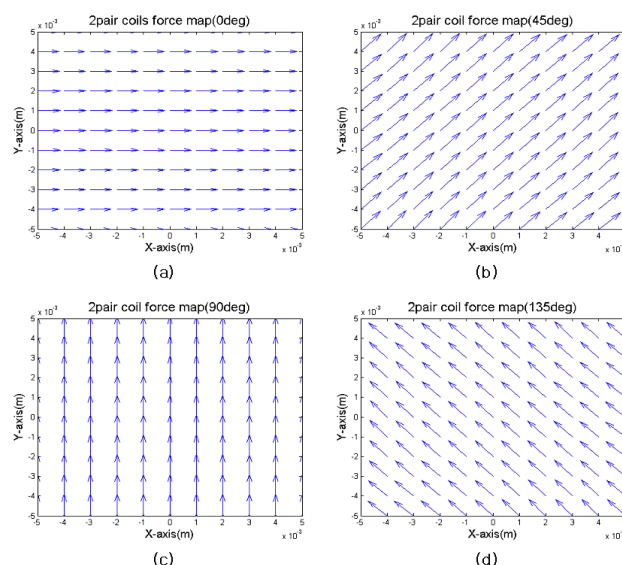 2pair coils force map(0deg)
x 10⁻³
5
4
3
2
1
0
-1
-2
-3
-4
-5
Y-axis(m)
-5 -4 -3 -2 -1 0 1 2 3 4 5
x 10⁻³
X-axis(m)
(a)
2pair coil force map(45deg)
x 10⁻³
5
4
3
2
1
0
-1
-2
-3
-4
-5
Y-axis(m)
-5 -4 -3 -2 -1 0 1 2 3 4
x 10
X-axis(m)
(b)
2pair coil force map(90deg)
x 10⁻³
5
4
3
2
1
0
-1
-2
-3
-4
-5
Y-axis(m)
-5 -4 -3 -2 -1 0 1 2 3 4 5
x 10⁻³
X-axis(m)
(c)
2pair coil force map(135deg)
x 10⁻³
5
4
3
2
1
0
-1
-2
-3
-4
-5
Y-axis(m)
-5 -4 -3 -2 -1 0 1 2 3 4
x 10
X-axis(m)
(d)